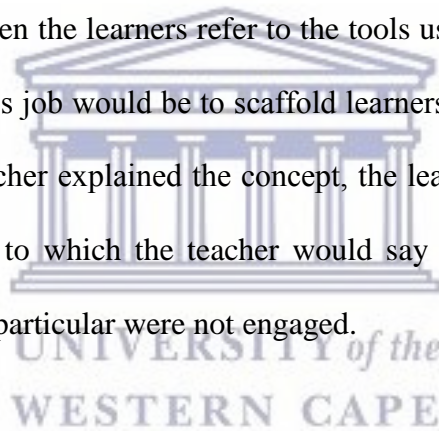 en the learners refer to the tools us
s job would be to scaffold learners
cher explained the concept, the lea
to which the teacher would say
particular were not engaged.
UNIVERSITY of the
WESTERN CAPE